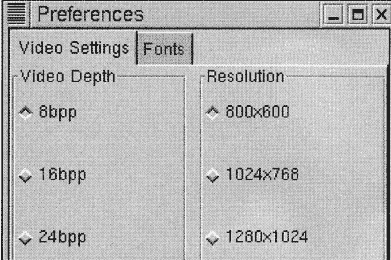 Preferences
Video Settings Fonts
Video Depth Resolution
8bpp 800x600
16bpp 1024x768
24bpp 1280x1024